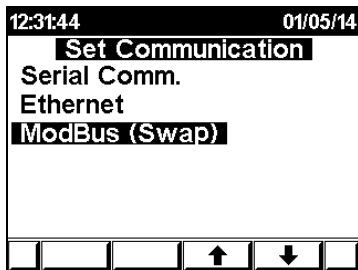 12:31:44 01/05/14
Set Communication
Serial Comm.
Ethernet
ModBus (Swap)